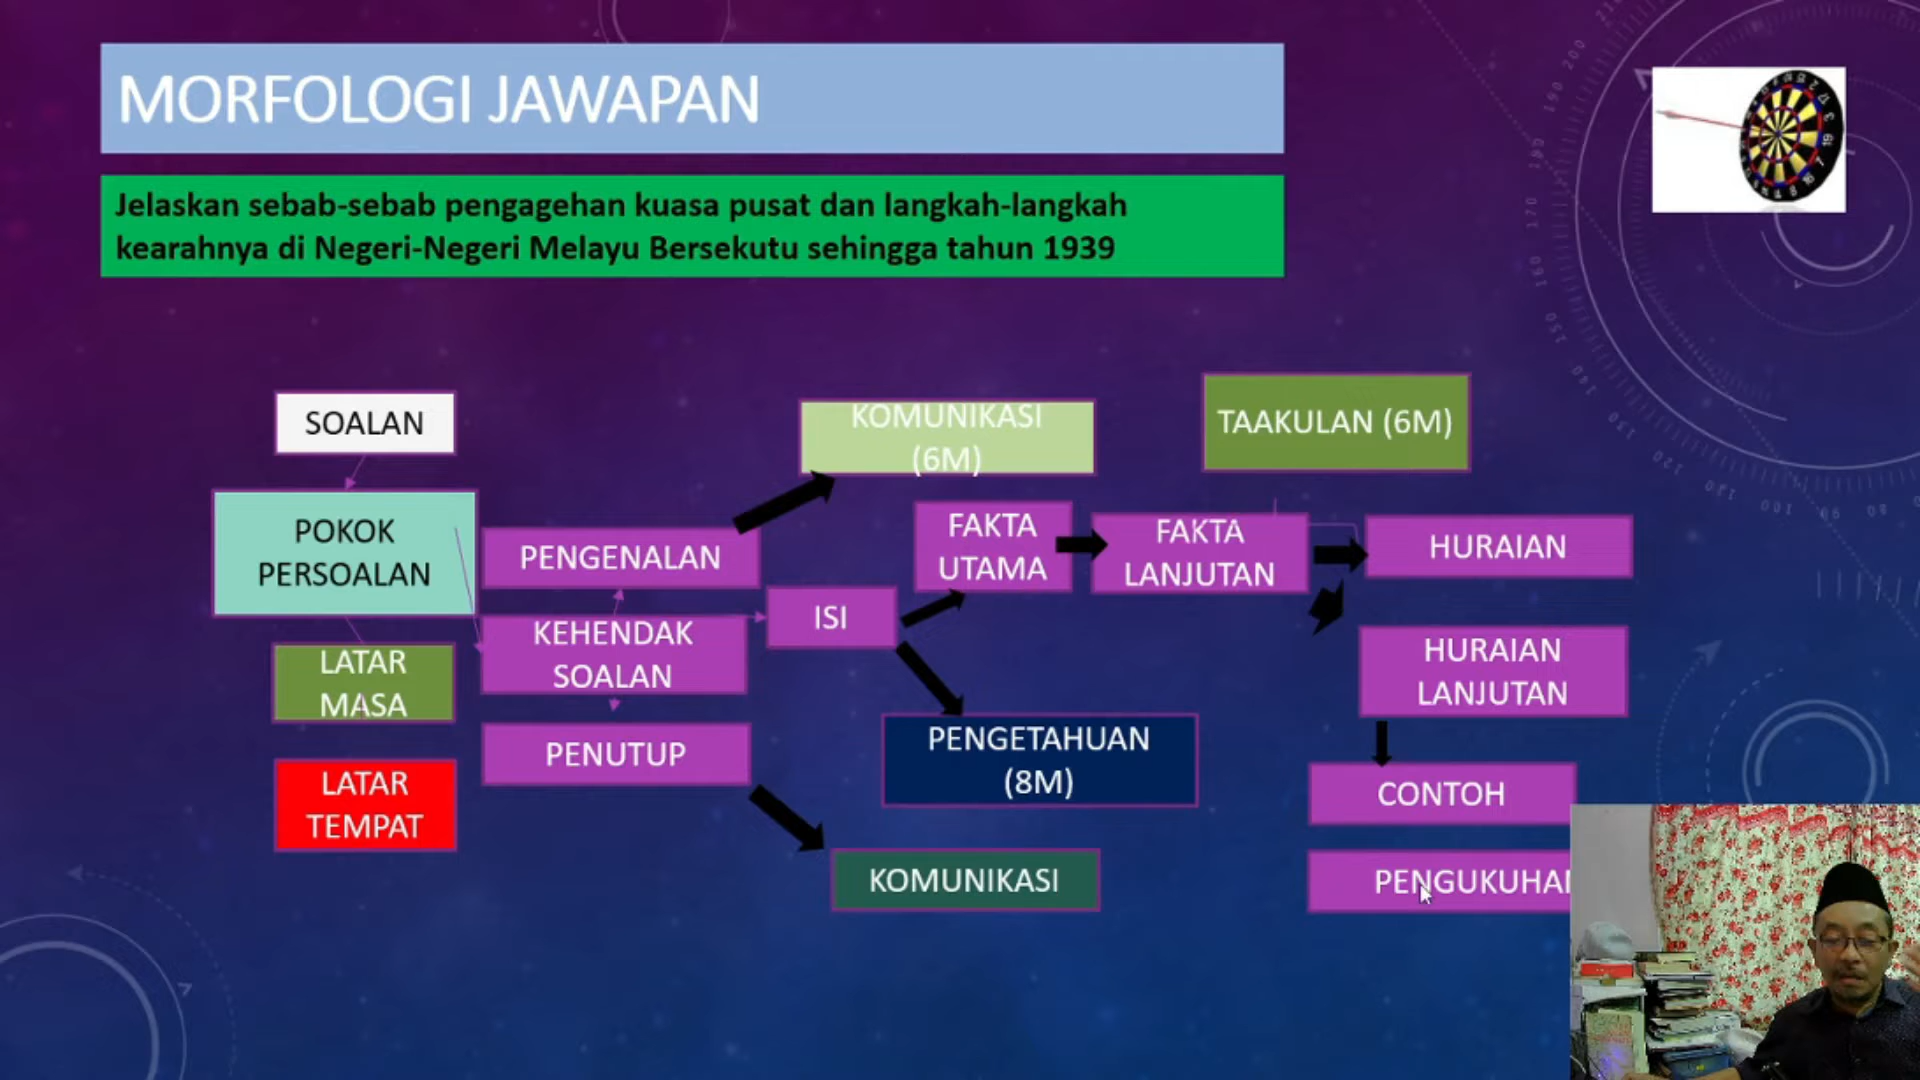 MORFOLOGI JAWAPAN
Jelaskan sebab-sebab pengagehan kuasa pusat dan langkah-langkah
kearahnya di Negeri-Negeri Melayu Bersekutu sehingga tahun 1939
SOALAN
POKOK
PERSOALAN
LATAR
MASA
LATAR
TEMPAT
PENGENALAN
KEHENDAK
SOALAN
PENUTUP
ISI
KOMUNIKASI
(6M)
FAKTA
UTAMA
FAKTA
LANJUTAN
PENGETAHUAN
(8M)
KOMUNIKASI
TAAKULAN (6M)
HURAIAN
HURAIAN
LANJUTAN
CONTOH
PENGUKUHAN